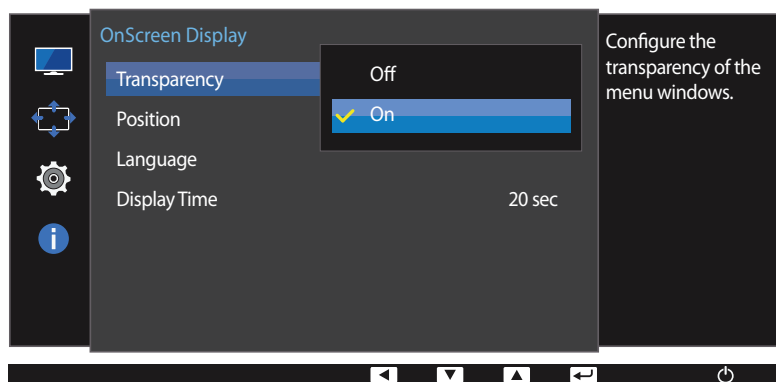 OnScreen Display
Transparency
Off
On
Position
Language
Display Time 20 sec
Configure the
transparency of the
menu windows.